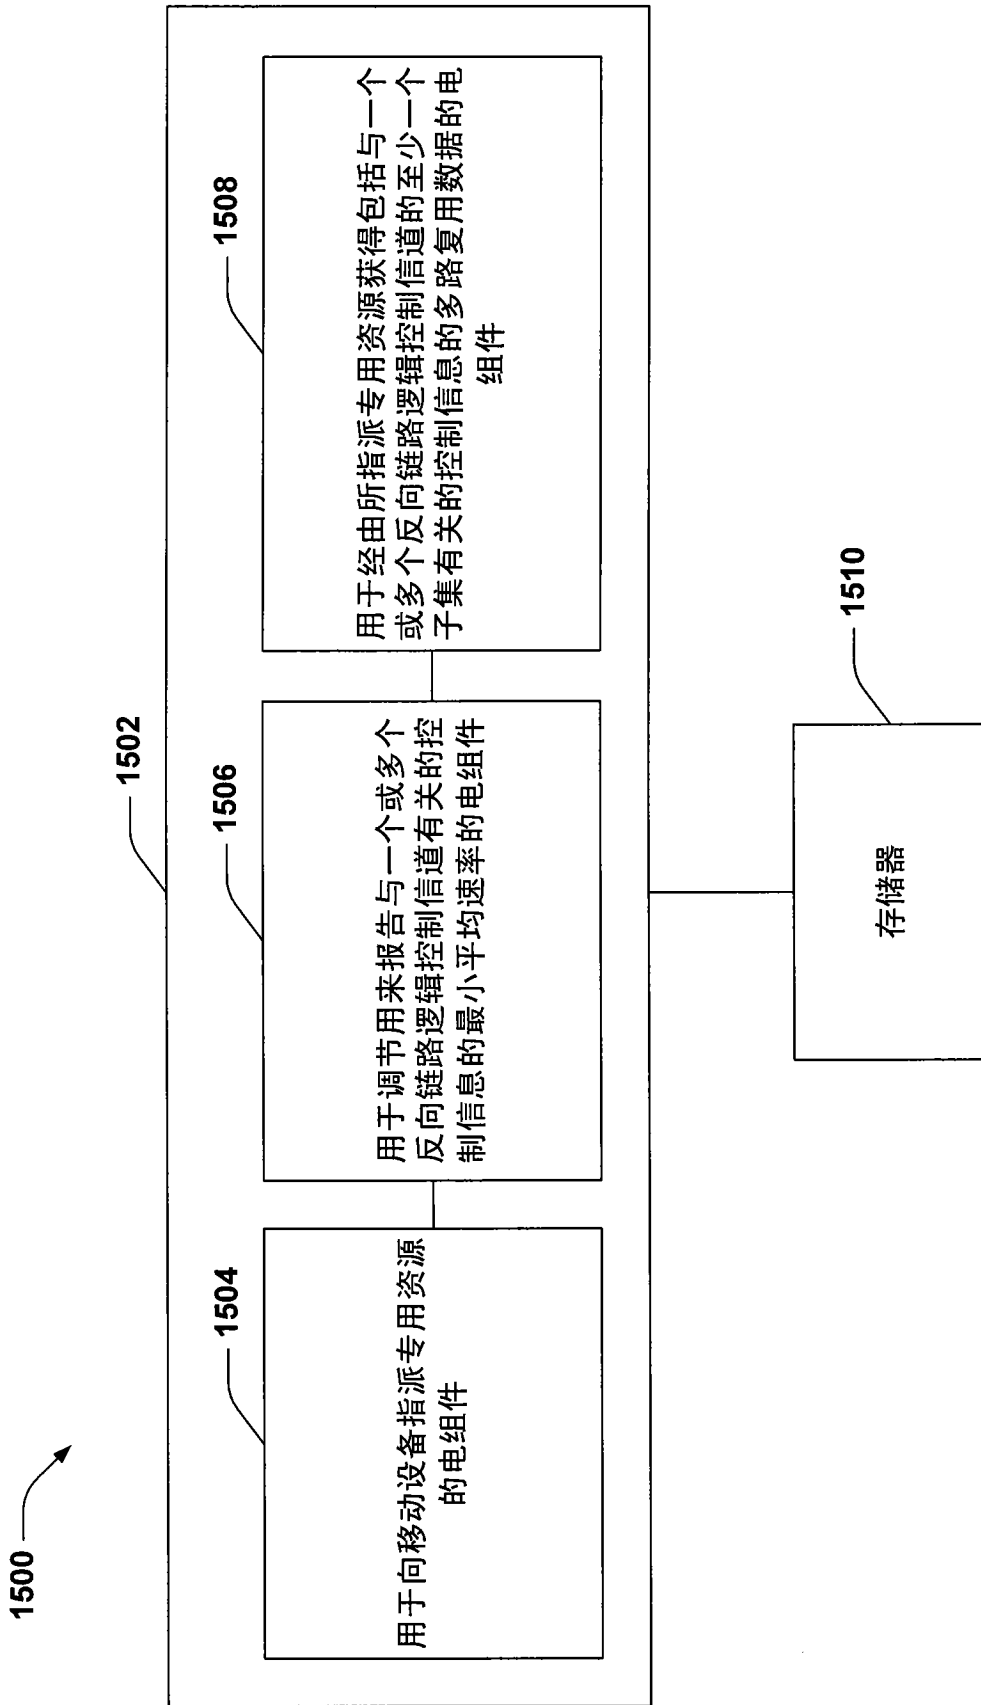 1500
1502
1504
用于向移动设备指派专用资源
的电组件
1506
用于调节用来报告与一个或多个
反向链路逻辑控制信道有关的控
制信息的最小平均速率的电组件
1508
用于经由所指派专用资源获得包括与一个
或多个反向链路逻辑控制信道的至少一个
子集有关的控制信息的多路复用数据的电
组件
1510
存储器